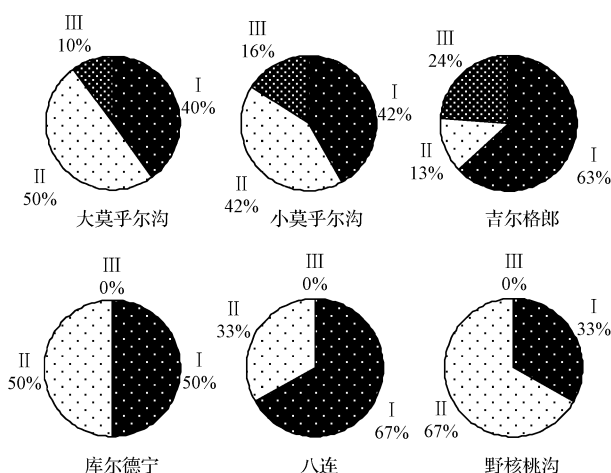 III
10%
I
40%
II
50%
大莫乎尔沟
III
16%
I
42%
II
42%
小莫乎尔沟
III
24%
II
13%
I
63%
吉尔格郎
III
0%
II
50%
I
50%
库尔德宁
III
0%
II
33%
I
67%
八连
III
0%
I
33%
II
67%
野核桃沟